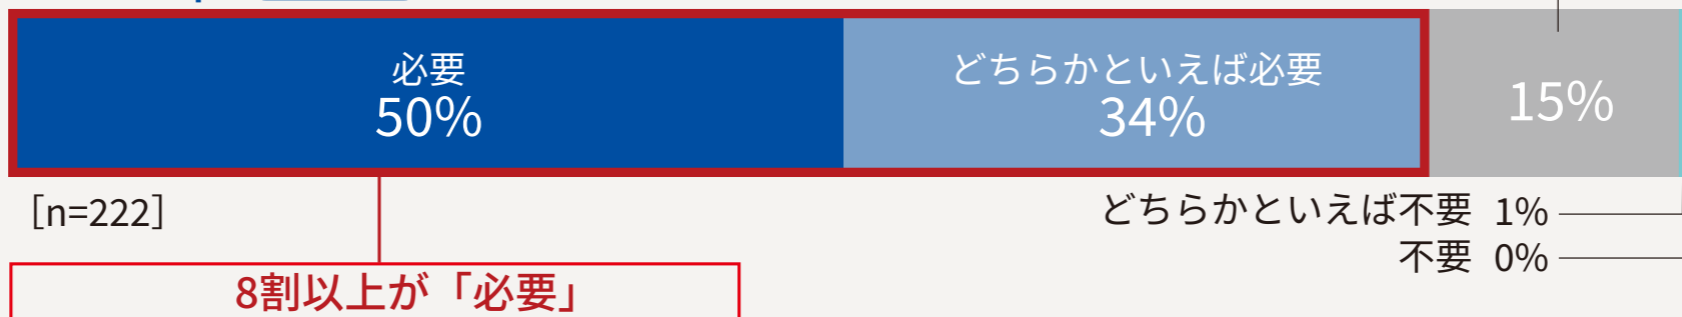 必要
50%
どちらかといえば必要
34%
15%
［n=222］
どちらかといえば不要 1%
不要 0%
8割以上が「必要」